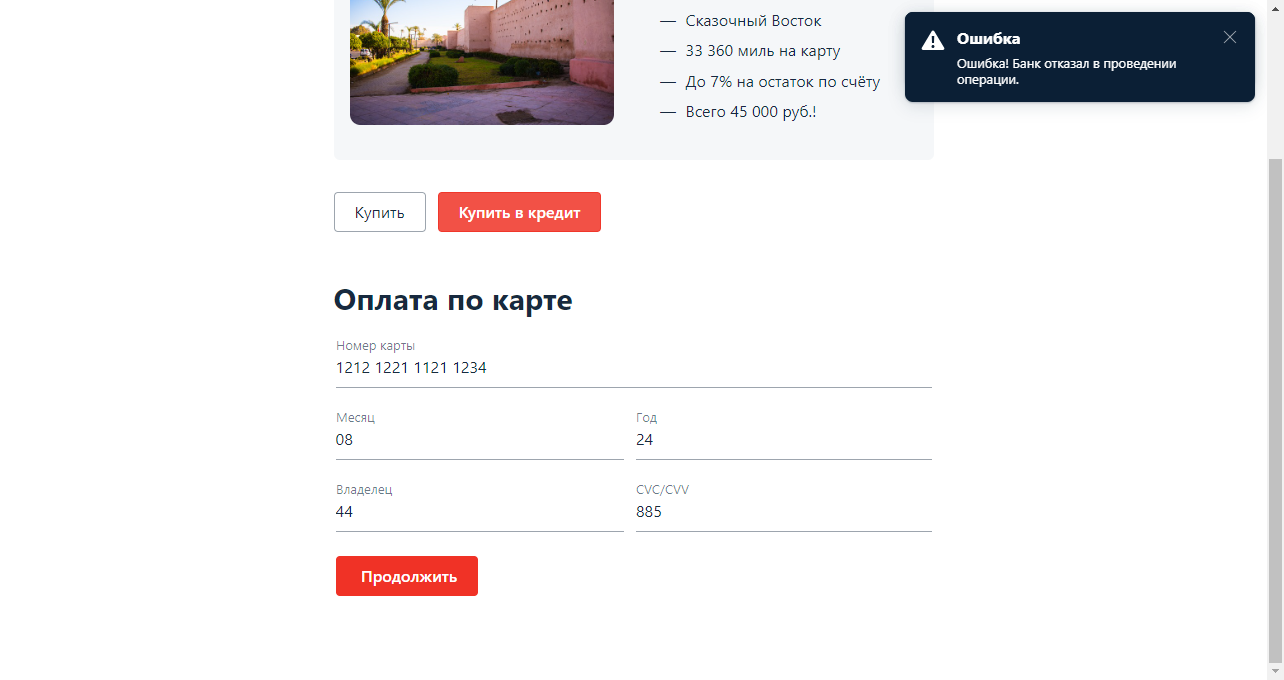 — Сказочный Восток
— 33 360 миль на карту
— До 7% на остаток по счёту
— Всего 45 000 руб.!
Ошибка
Ошибка! Банк отказал в проведении
операции.
Купить
Купить в кредит
Оплата по карте
Номер карты
1212 1221 1121 1234
Месяц
Год
08
24
Владелец
CVC/CVV
44
885
Продолжить